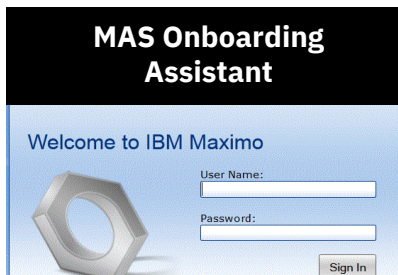 MAS Onboarding
Assistant
Welcome to IBM Maximo
User Name:
Password:
Sign In